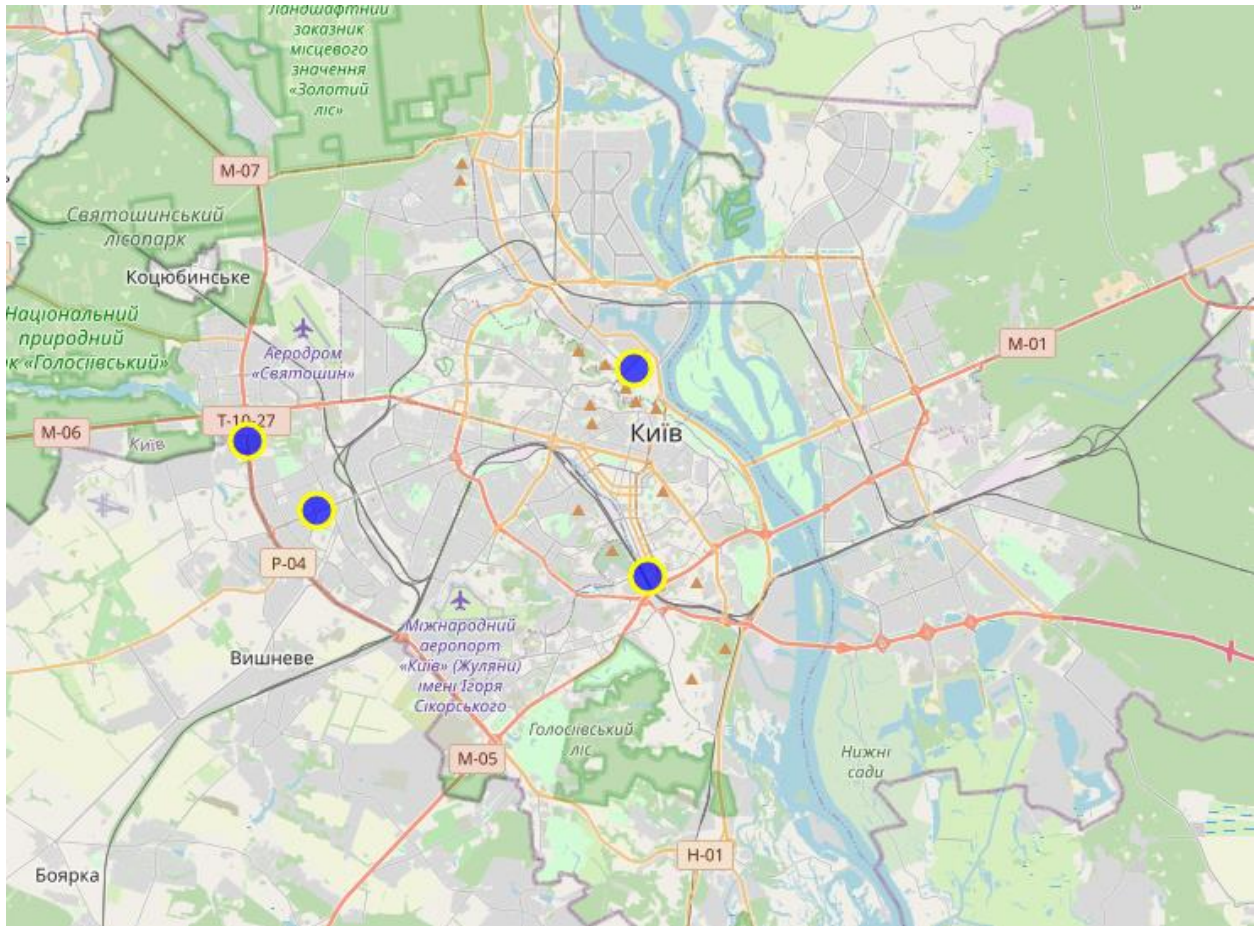 Ландшафтний
заказник
місцевого
значення
«Золотий
ліс»
М-07
Святошинський
лісопарк
Коцюбинське
Національний
природний
рк «Голосіївський»
Аеродром
«Святошин»
М-01
Т-10-27
М-06
Київ
Київ
Р-04
Вишневе
Міжнародний
аеропорт
«Київ» (Жуляни)
імені Ігоря
Сікорського
Голосіївський
ліс
М-05
Нижні
сади
Н-01
Боярка